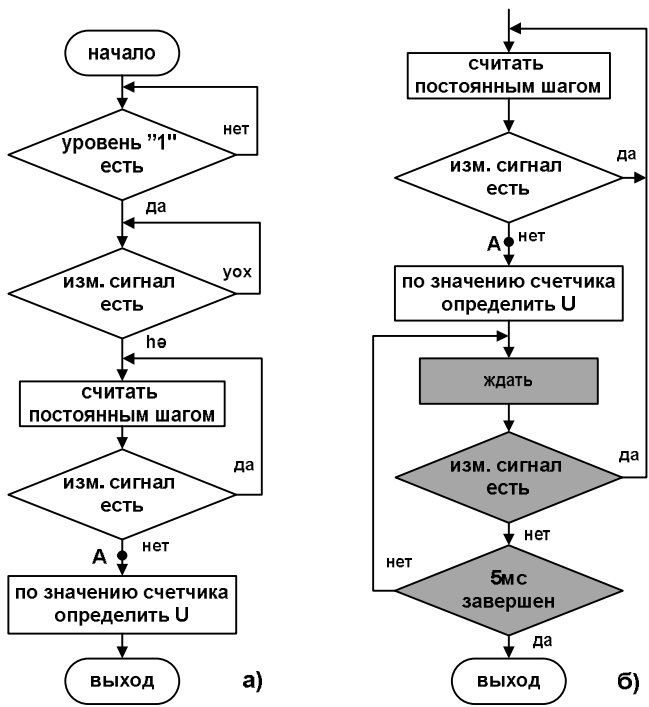 начало
нет
уровень ”1"
есть
да
yox
изм. сигнал
есть
hə
считать
постоянным шагом
да
изм. сигнал
есть
A
нет
по значению счетчика
определить U
выход
а)
считать
постоянным шагом
да
изм. сигнал
есть
A
нет
по значению счетчика
определить U
ждать
изм. сигнал
есть
да
нет
нет
5мс
завершен
да
выход
б)